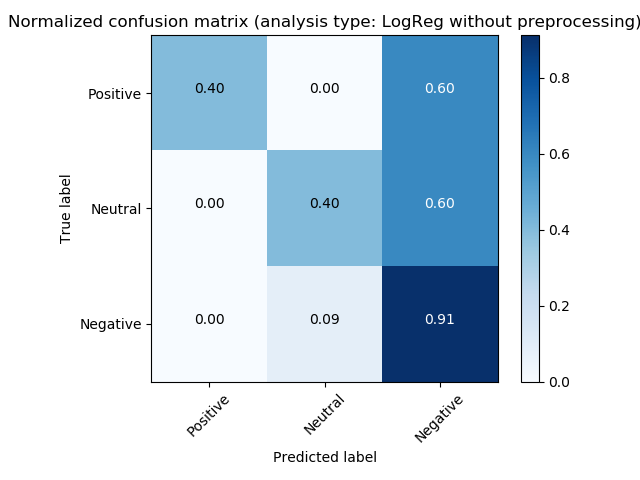 Normalized confusion matrix (analysis type: LogReg without preprocessing)
True label
Positive
0.40
0.00
0.60
Neutral
0.00
0.40
0.60
Negative
0.00
0.09
0.91
Positive
Neutral
Negative
Predicted label
0.8
0.6
0.4
0.2
0.0